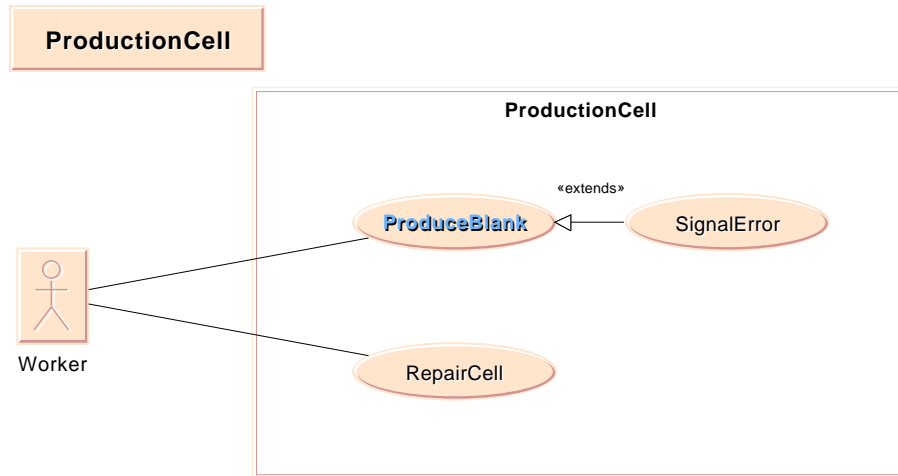 ProductionCell
ProductionCell
«extends»
ProduceBlank
SignalError
Worker
RepairCell